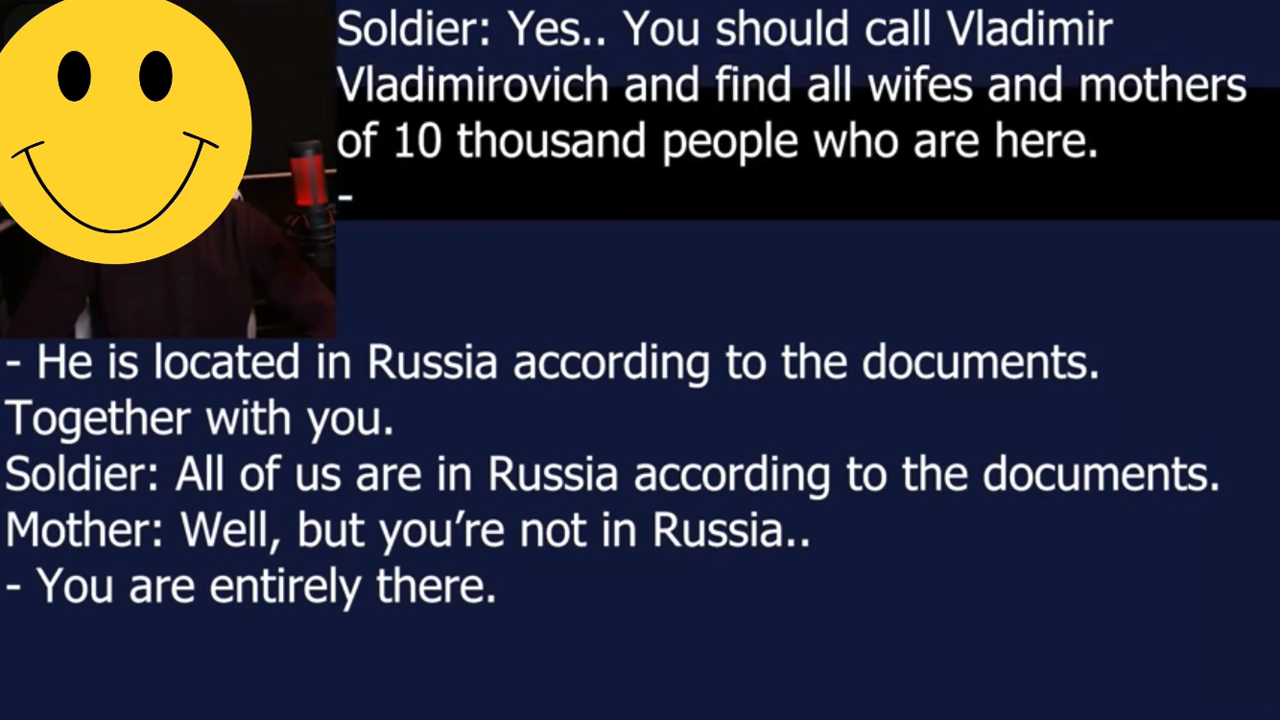 Soldier: Yes.. You should call Vladimir
Vladimirovich and find all wifes and mothers
of 10 thousand people who are here.
-
- He is located in Russia according to the documents.
Together with you.
Soldier: All of us are in Russia according to the documents.
Mother: Well, but you’re not in Russia..
- You are entirely there.